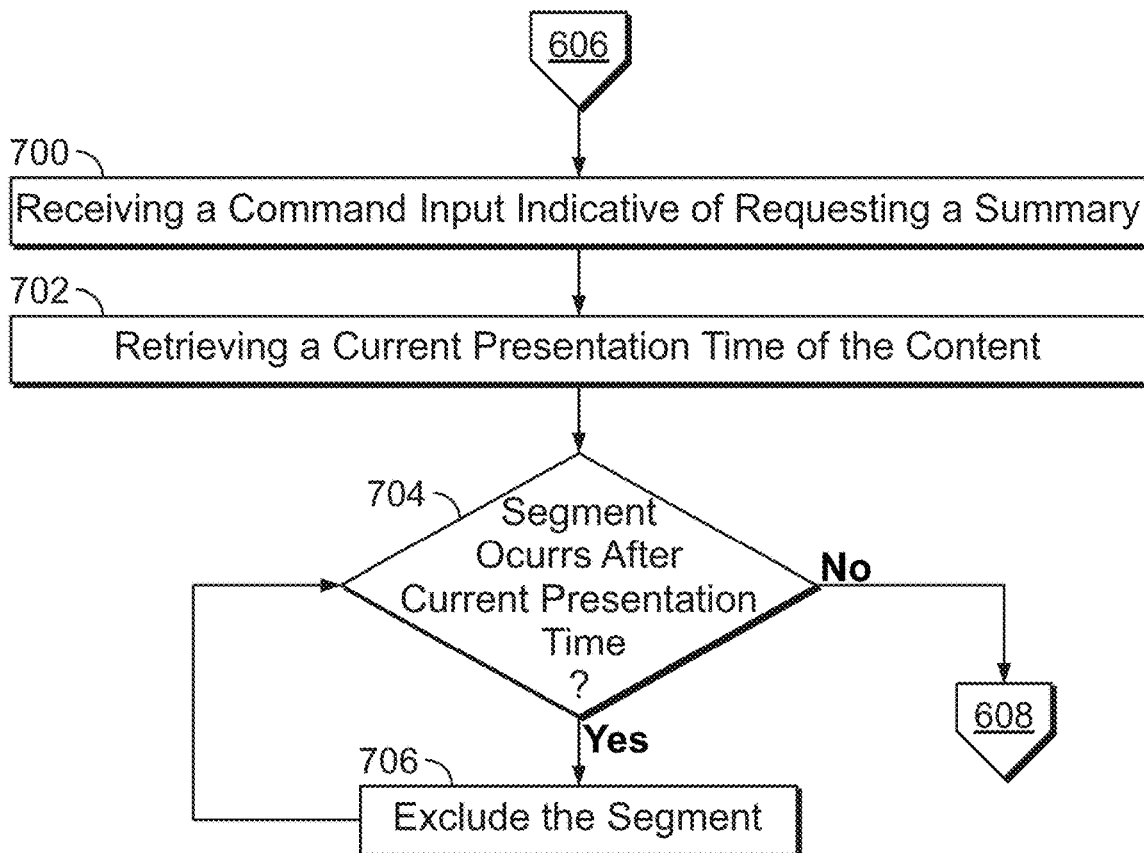 606
700
Receiving a Command Input Indicative of Requesting a Summary
702
Retrieving a Current Presentation Time of the Content
704
Segment
Ocurrs After
Current Presentation
Time
?
No
Yes
608
706
Exclude the Segment